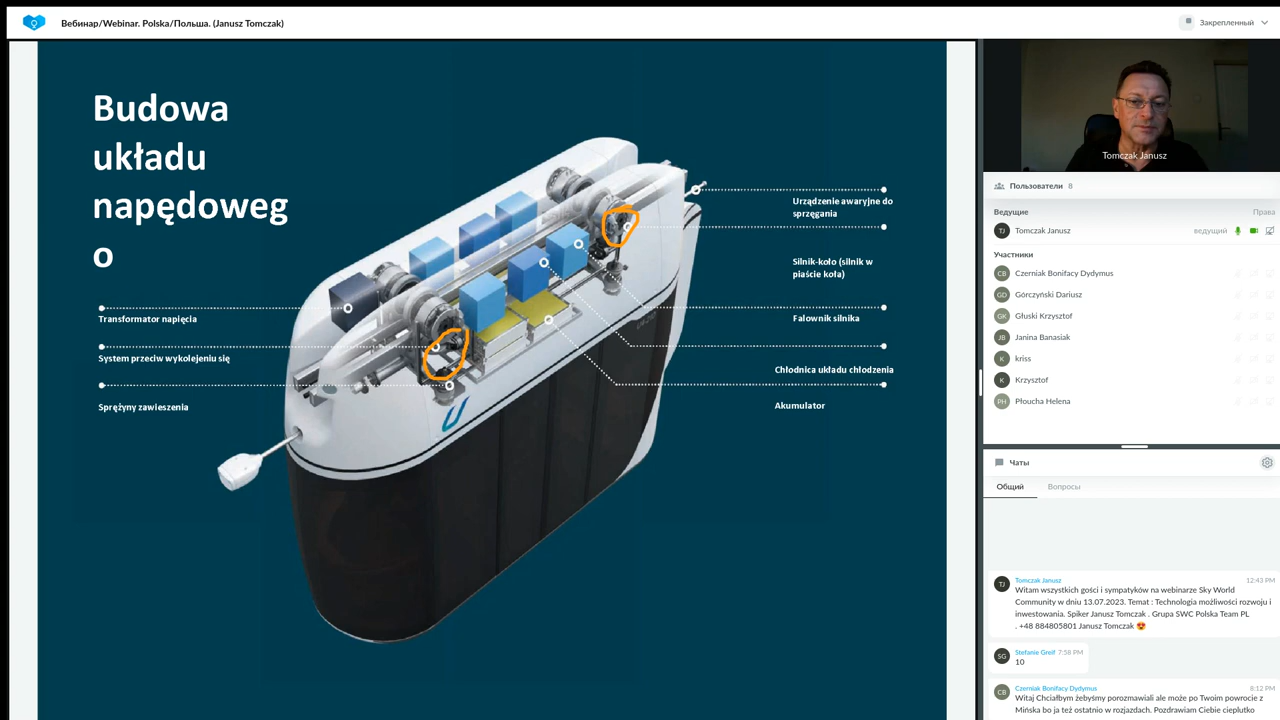 Вебинар/Webinar. Polska/Польша. (Janusz Tomczak)
Закрепленный
Budowa
układu
napędoweg
o
Transformator napięcia
System przeciw wykolejeniu się
Sprężyny zawieszenia
Urządzenie awaryjne do
sprzęgania
Silnik-koło (silnik w
piaście koła)
Falownik silnika
Chłodnica układu chłodzenia
Akumulator
Tomczak Janusz
Пользователи 8
Ведущие Права
TJ Tomczak Janusz ведущий
Участники
CB Czerniak Bonifacy Dydymus
GD Górczyński Dariusz
GK Głuski Krzysztof
JB Janina Banasiak
K kriss
K Krzysztof
PH Płoucha Helena
Чаты
Общий Вопросы
TJ Tomczak Janusz 12:43 PM
Witam wszystkich gości i sympatyków na webinarze Sky World
Community w dniu 13.07.2023. Temat : Technologia możliwości rozwoju i
inwestowania. Spiker Janusz Tomczak . Grupa SWC Polska Team PL
. +48 884805801 Janusz Tomczak 😍
SG Stefanie Greif 7:58 PM
10
CB Czerniak Bonifacy Dydymus 8:12 PM
Witaj Chciałbym żebyśmy porozmawiali ale może po Twoim powrocie z
Mińska bo ja też ostatnio w rozjazdach. Pozdrawiam Ciebie cieplutko